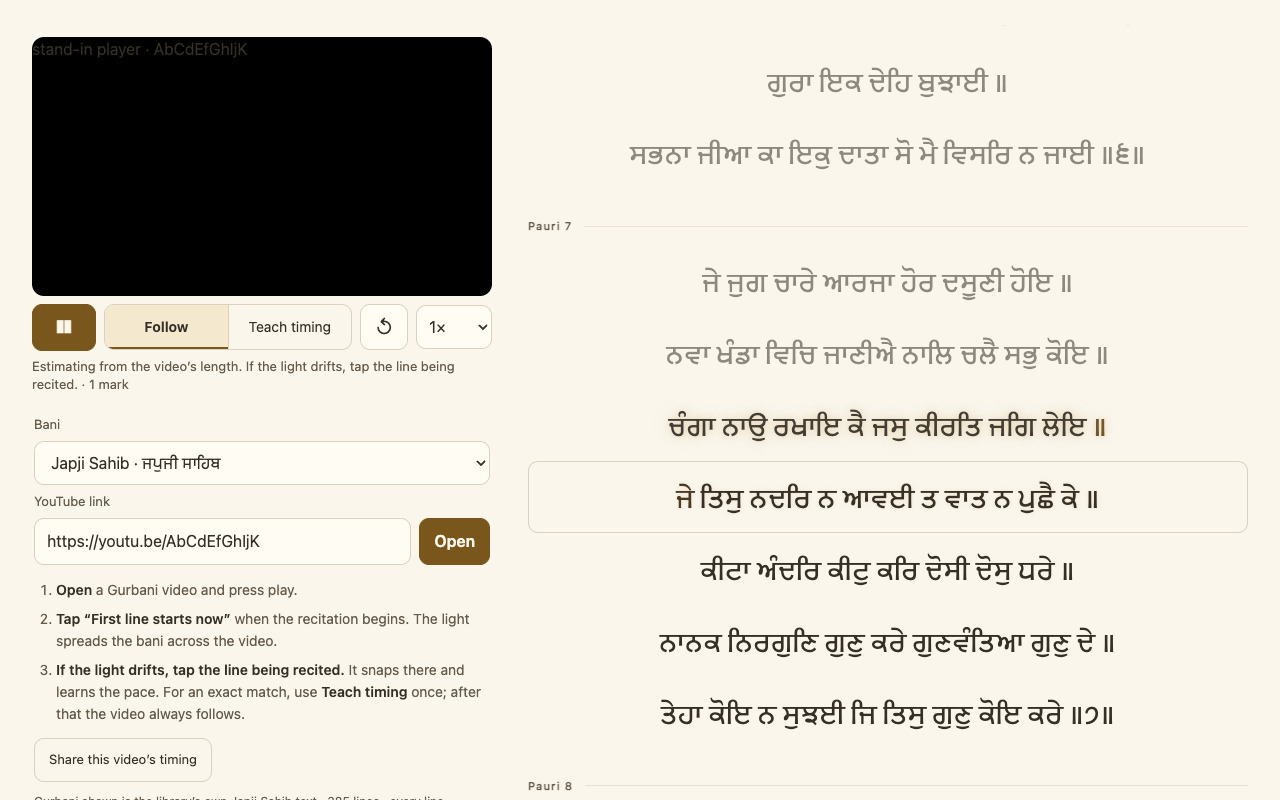 stand-in player · AbCdEfGhIjK
Follow
Teach timing
1×
Estimating from the video’s length. If the light drifts, tap the line being
recited. · 1 mark
Bani
Japji Sahib · ਜਪੁਜੀ ਸਾਹਿਬ
YouTube link
https://youtu.be/AbCdEfGhIjK
Open
1. Open a Gurbani video and press play.
2. Tap “First line starts now” when the recitation begins. The light
spreads the bani across the video.
3. If the light drifts, tap the line being recited. It snaps there and
learns the pace. For an exact match, use Teach timing once; after
that the video always follows.
Share this video’s timing
ਗੁਰਾ ਇਕ ਦੇਹਿ ਬੁਝਾਈ ॥
ਸਭਨਾ ਜੀਆ ਕਾ ਇਕੁ ਦਾਤਾ ਸੋ ਮੈ ਵਿਸਰਿ ਨ ਜਾਈ ॥੬॥
Pauri 7
ਜੇ ਜੁਗ ਚਾਰੇ ਆਰਜਾ ਹੋਰ ਦਸੂਣੀ ਹੋਇ ॥
ਨਵਾ ਖੰਡਾ ਵਿਚਿ ਜਾਣੀਐ ਨਾਲਿ ਚਲੈ ਸਭੁ ਕੋਇ ॥
ਚੰਗਾ ਨਾਉ ਰਖਾਇ ਕੈ ਜਸੁ ਕੀਰਤਿ ਜਗਿ ਲੇਇ ॥
ਜੇ ਤਿਸੁ ਨਦਰਿ ਨ ਆਵਈ ਤ ਵਾਤ ਨ ਪੁਛੈ ਕੇ ॥
ਕੀਟਾ ਅੰਦਰਿ ਕੀਟੁ ਕਰਿ ਦੋਸੀ ਦੋਸੁ ਧਰੇ ॥
ਨਾਨਕ ਨਿਰਗੁਣਿ ਗੁਣੁ ਕਰੇ ਗੁਣਵੰਤਿਆ ਗੁਣੁ ਦੇ ॥
ਤੇਹਾ ਕੋਇ ਨ ਸੁਝਈ ਜਿ ਤਿਸੁ ਗੁਣੁ ਕੋਇ ਕਰੇ ॥੭॥
Pauri 8